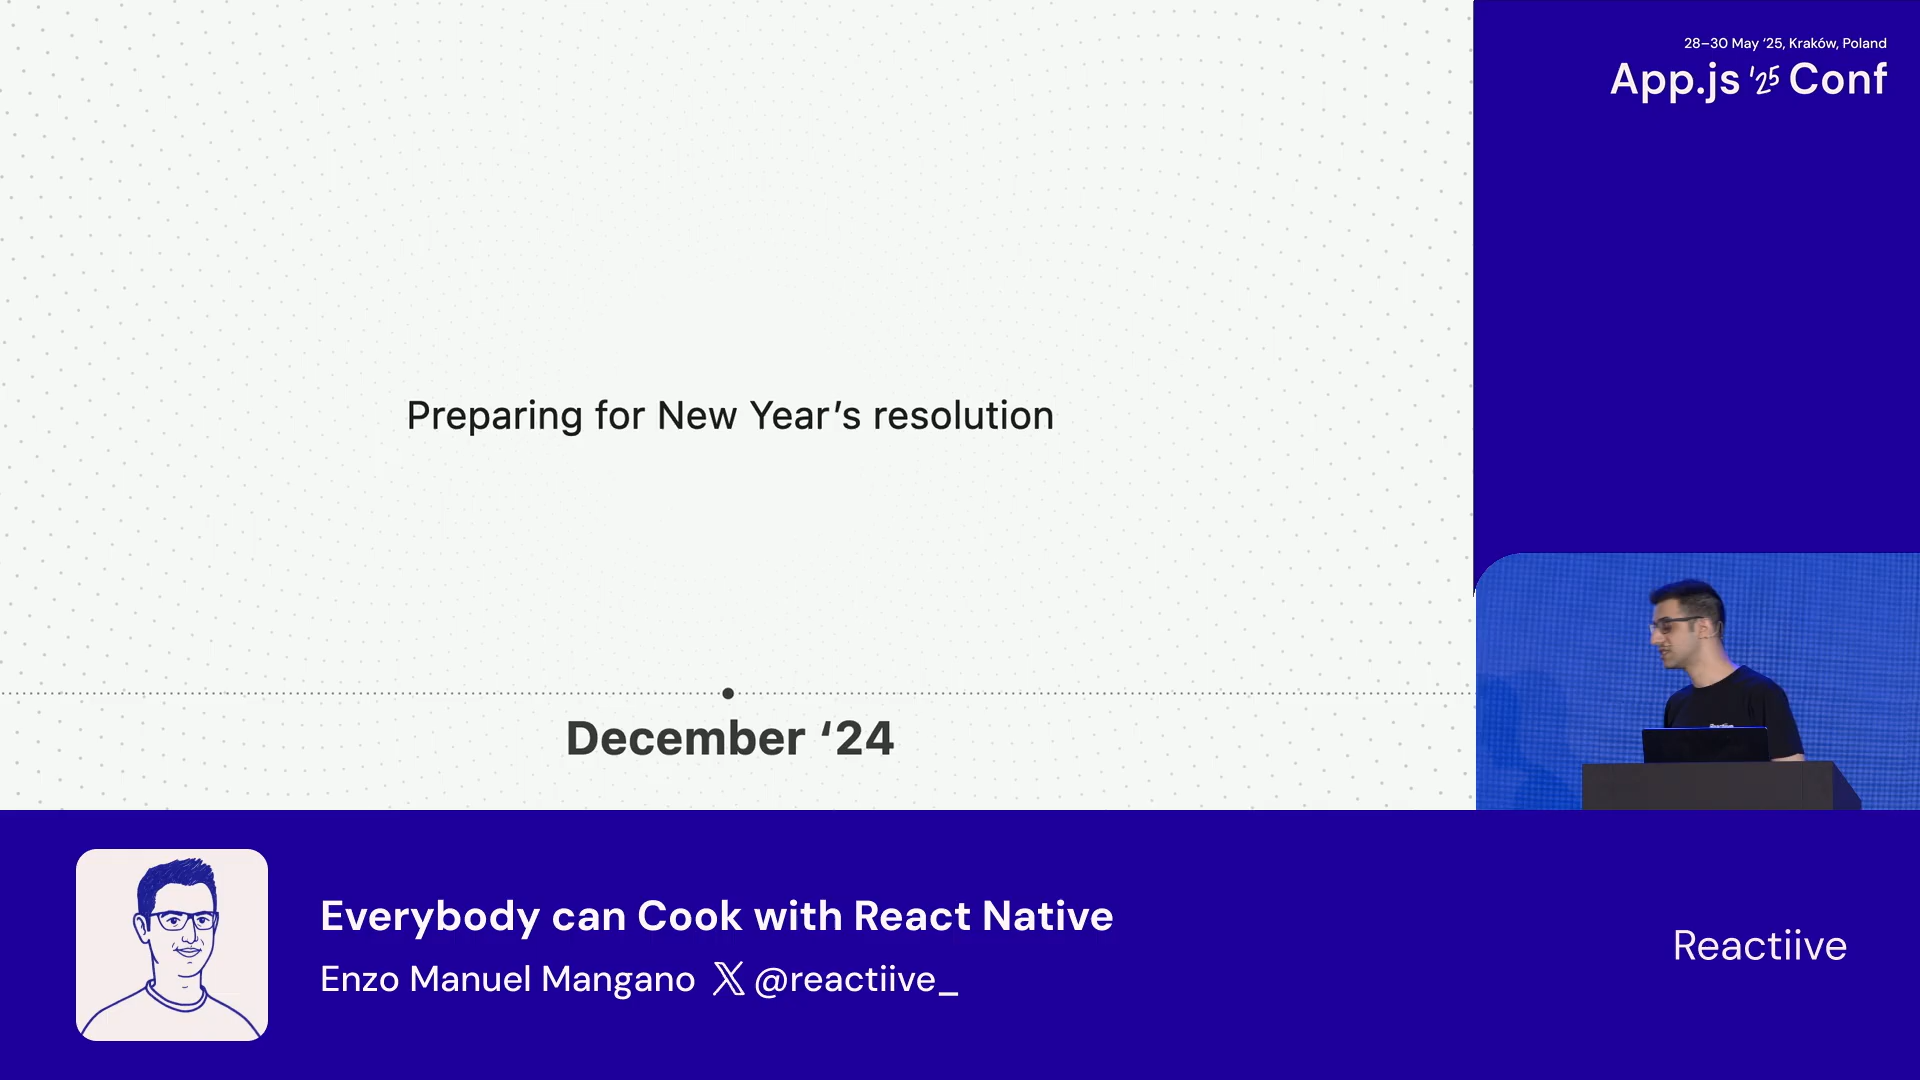 28–30 May ‘25, Kraków, Poland
App.js ‘25 Conf
Preparing for New Year’s resolution
December ‘24
Everybody can Cook with React Native
Enzo Manuel Mangano 𝕏 @reactiive_
Reactiive